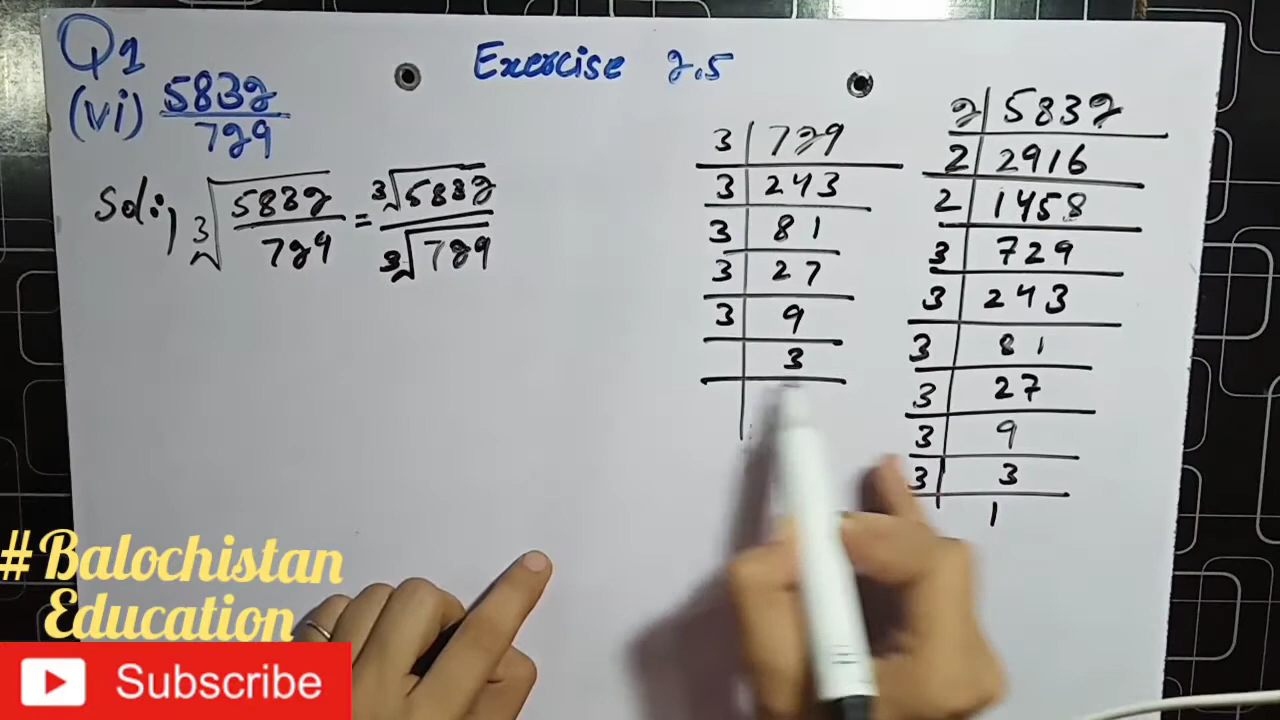 Q1
Exercise 2.5
(vi) 5832/729
Sol:, ∛(5832/729) = ∛5832/∛729
3 | 729
3 | 243
3 | 81
3 | 27
3 | 9
3
2 | 5832
2 | 2916
2 | 1458
3 | 729
3 | 243
3 | 81
3 | 27
3 | 9
3 | 3
1
#Balochistan
Education
Subscribe